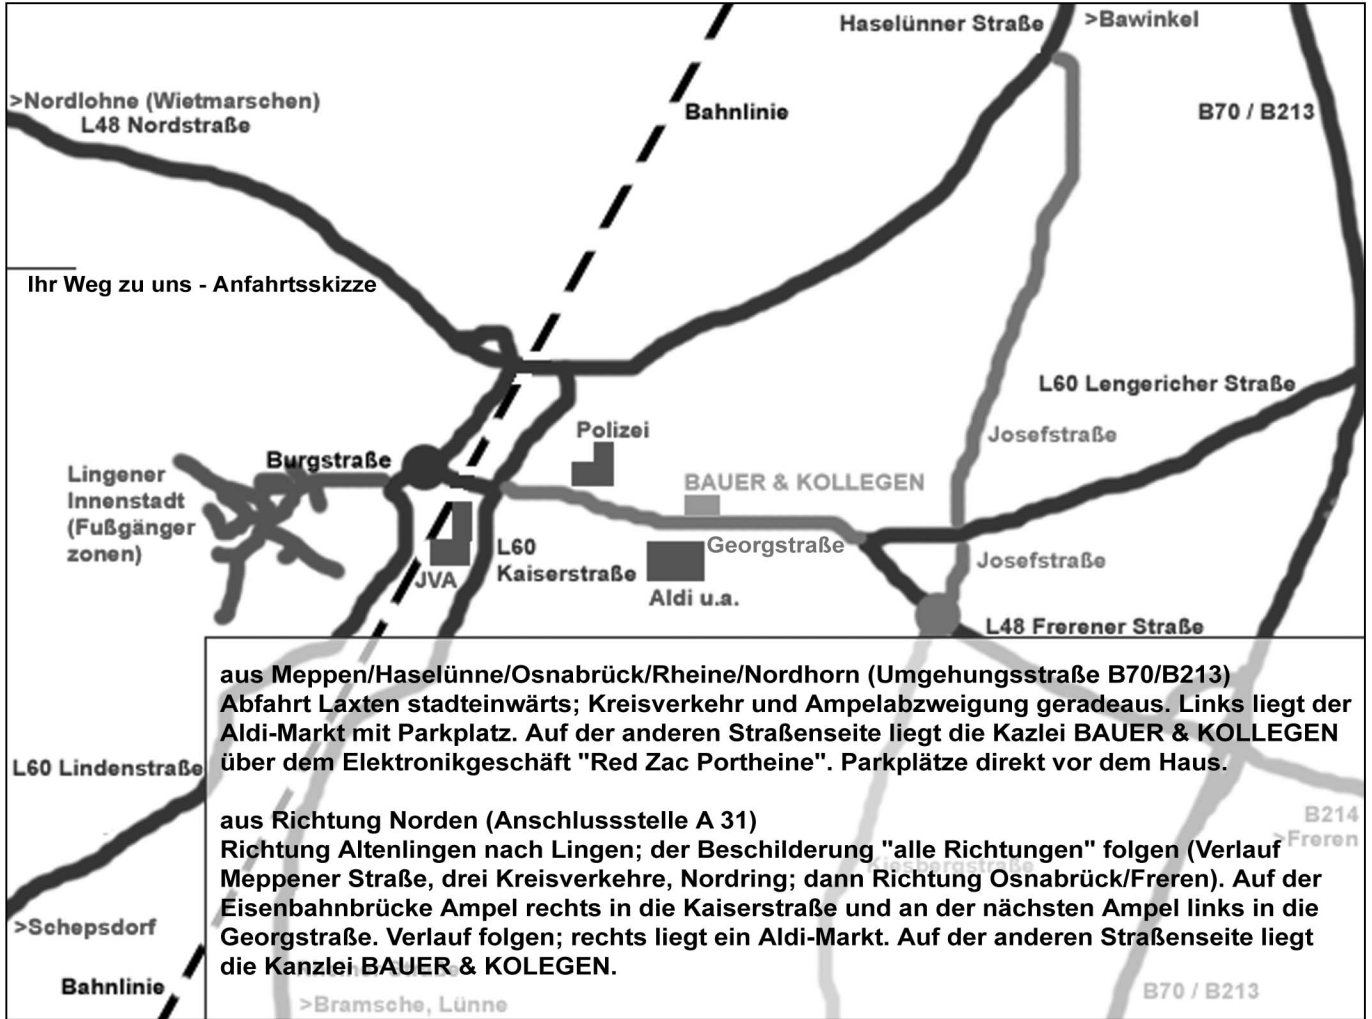 Haselünner Straße
>Bawinkel
>Nordlohne (Wietmarschen)
L48 Nordstraße
Bahnlinie
B70 / B213
Ihr Weg zu uns - Anfahrtsskizze
L60 Lengericher Straße
Polizei
Josefstraße
Burgstraße
Lingener
Innenstadt
(Fußgänger
zonen)
BAUER & KOLLEGEN
Georgstraße
L60
Kaiserstraße
JVA
Aldi u.a.
Josefstraße
L48 Frerener Straße
aus Meppen/Haselünne/Osnabrück/Rheine/Nordhorn (Umgehungsstraße B70/B213)
Abfahrt Laxten stadteinwärts; Kreisverkehr und Ampelabzweigung geradeaus. Links liegt der
Aldi-Markt mit Parkplatz. Auf der anderen Straßenseite liegt die Kazlei BAUER & KOLLEGEN
über dem Elektronikgeschäft "Red Zac Portheine". Parkplätze direkt vor dem Haus.
L60 Lindenstraße
aus Richtung Norden (Anschlussstelle A 31)
Richtung Altenlingen nach Lingen; der Beschilderung "alle Richtungen" folgen (Verlauf
Meppener Straße, drei Kreisverkehre, Nordring; dann Richtung Osnabrück/Freren). Auf der
Eisenbahnbrücke Ampel rechts in die Kaiserstraße und an der nächsten Ampel links in die
Georgstraße. Verlauf folgen; rechts liegt ein Aldi-Markt. Auf der anderen Straßenseite liegt
die Kanzlei BAUER & KOLEGEN.
B214
>Freren
Kiesbergstraße
>Schepsdorf
Bahnlinie
>Bramsche, Lünne
B70 / B213